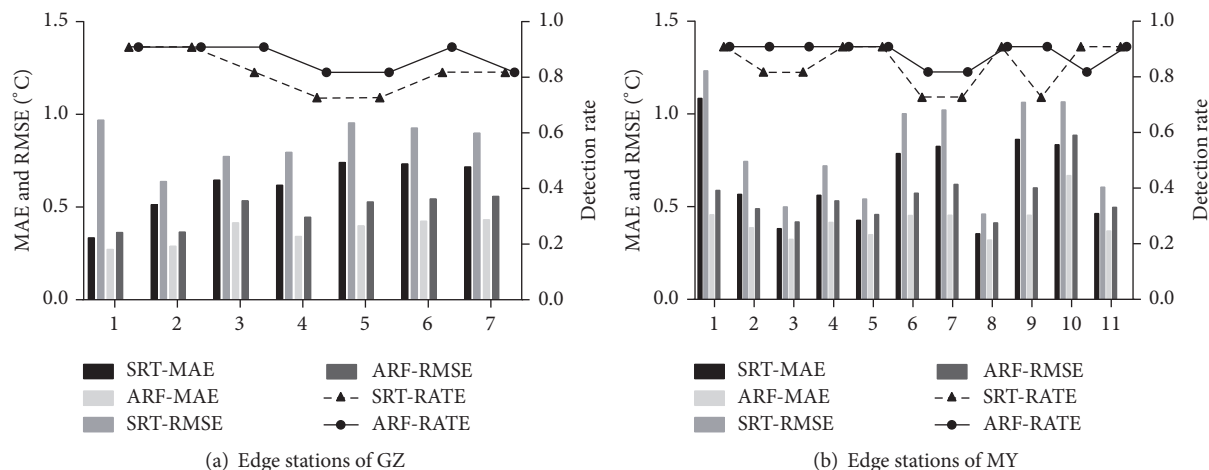 MAE and RMSE (°C)
1.5
1.0
0.5
0.0
1 2 3 4 5 6 7
1.0
0.8
0.6
0.4
0.2
0.0
Detection rate
SRT-MAE
ARF-MAE
SRT-RMSE
ARF-RMSE
SRT-RATE
ARF-RATE
(a) Edge stations of GZ
MAE and RMSE (°C)
1.5
1.0
0.5
0.0
1 2 3 4 5 6 7 8 9 10 11
1.0
0.8
0.6
0.4
0.2
0.0
Detection rate
SRT-MAE
ARF-MAE
SRT-RMSE
ARF-RMSE
SRT-RATE
ARF-RATE
(b) Edge stations of MY